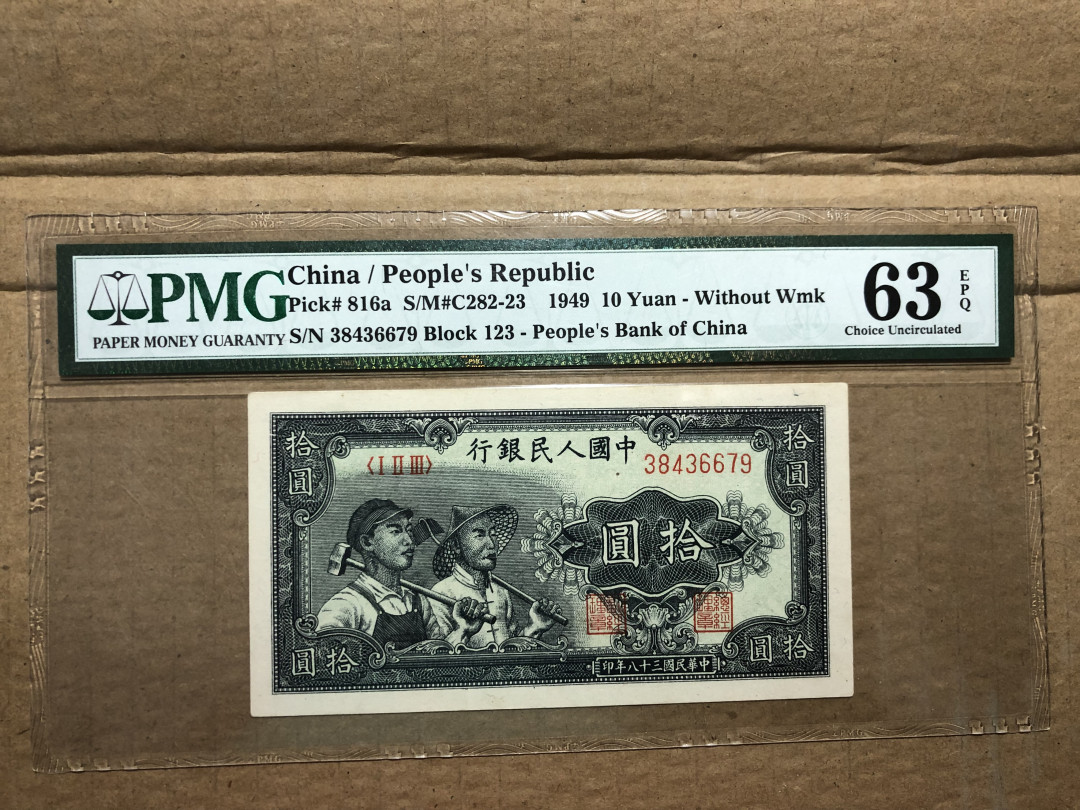 PMG
PAPER MONEY GUARANTY
China / People's Republic
Pick# 816a S/M#C282-23 1949 10 Yuan - Without Wmk
S/N 38436679 Block 123 - People's Bank of China
63
EPQ
Choice Uncirculated
行銀民人國中
〈I II III〉
38436679
拾圓
拾圓
圓拾
圓拾
圓拾
印年八十三國民華中